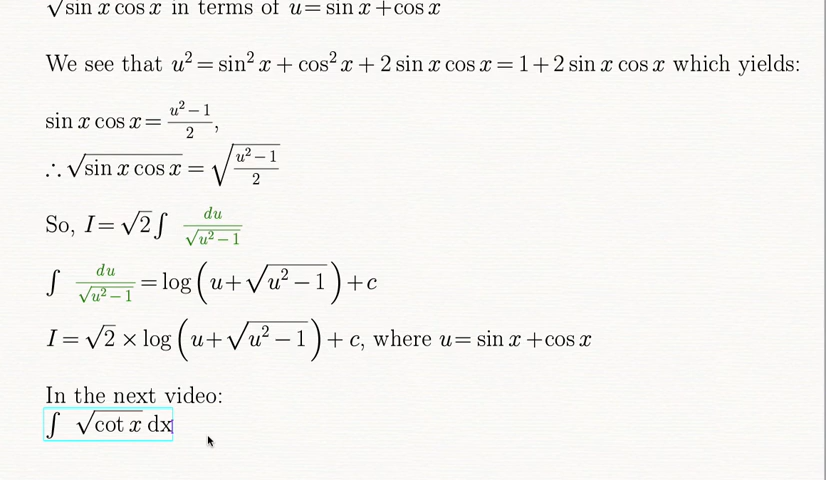 √sin x cos x in terms of u = sin x + cos x
We see that u² = sin² x + cos² x + 2 sin x cos x = 1 + 2 sin x cos x which yields:
sin x cos x = (u² − 1)/2,
∴ √(sin x cos x) = √((u² − 1)/2)
So, I = √2 ∫ du/√(u² − 1)
∫ du/√(u² − 1) = log(u + √(u² − 1)) + c
I = √2 × log(u + √(u² − 1)) + c, where u = sin x + cos x
In the next video:
∫ √(cot x) dx